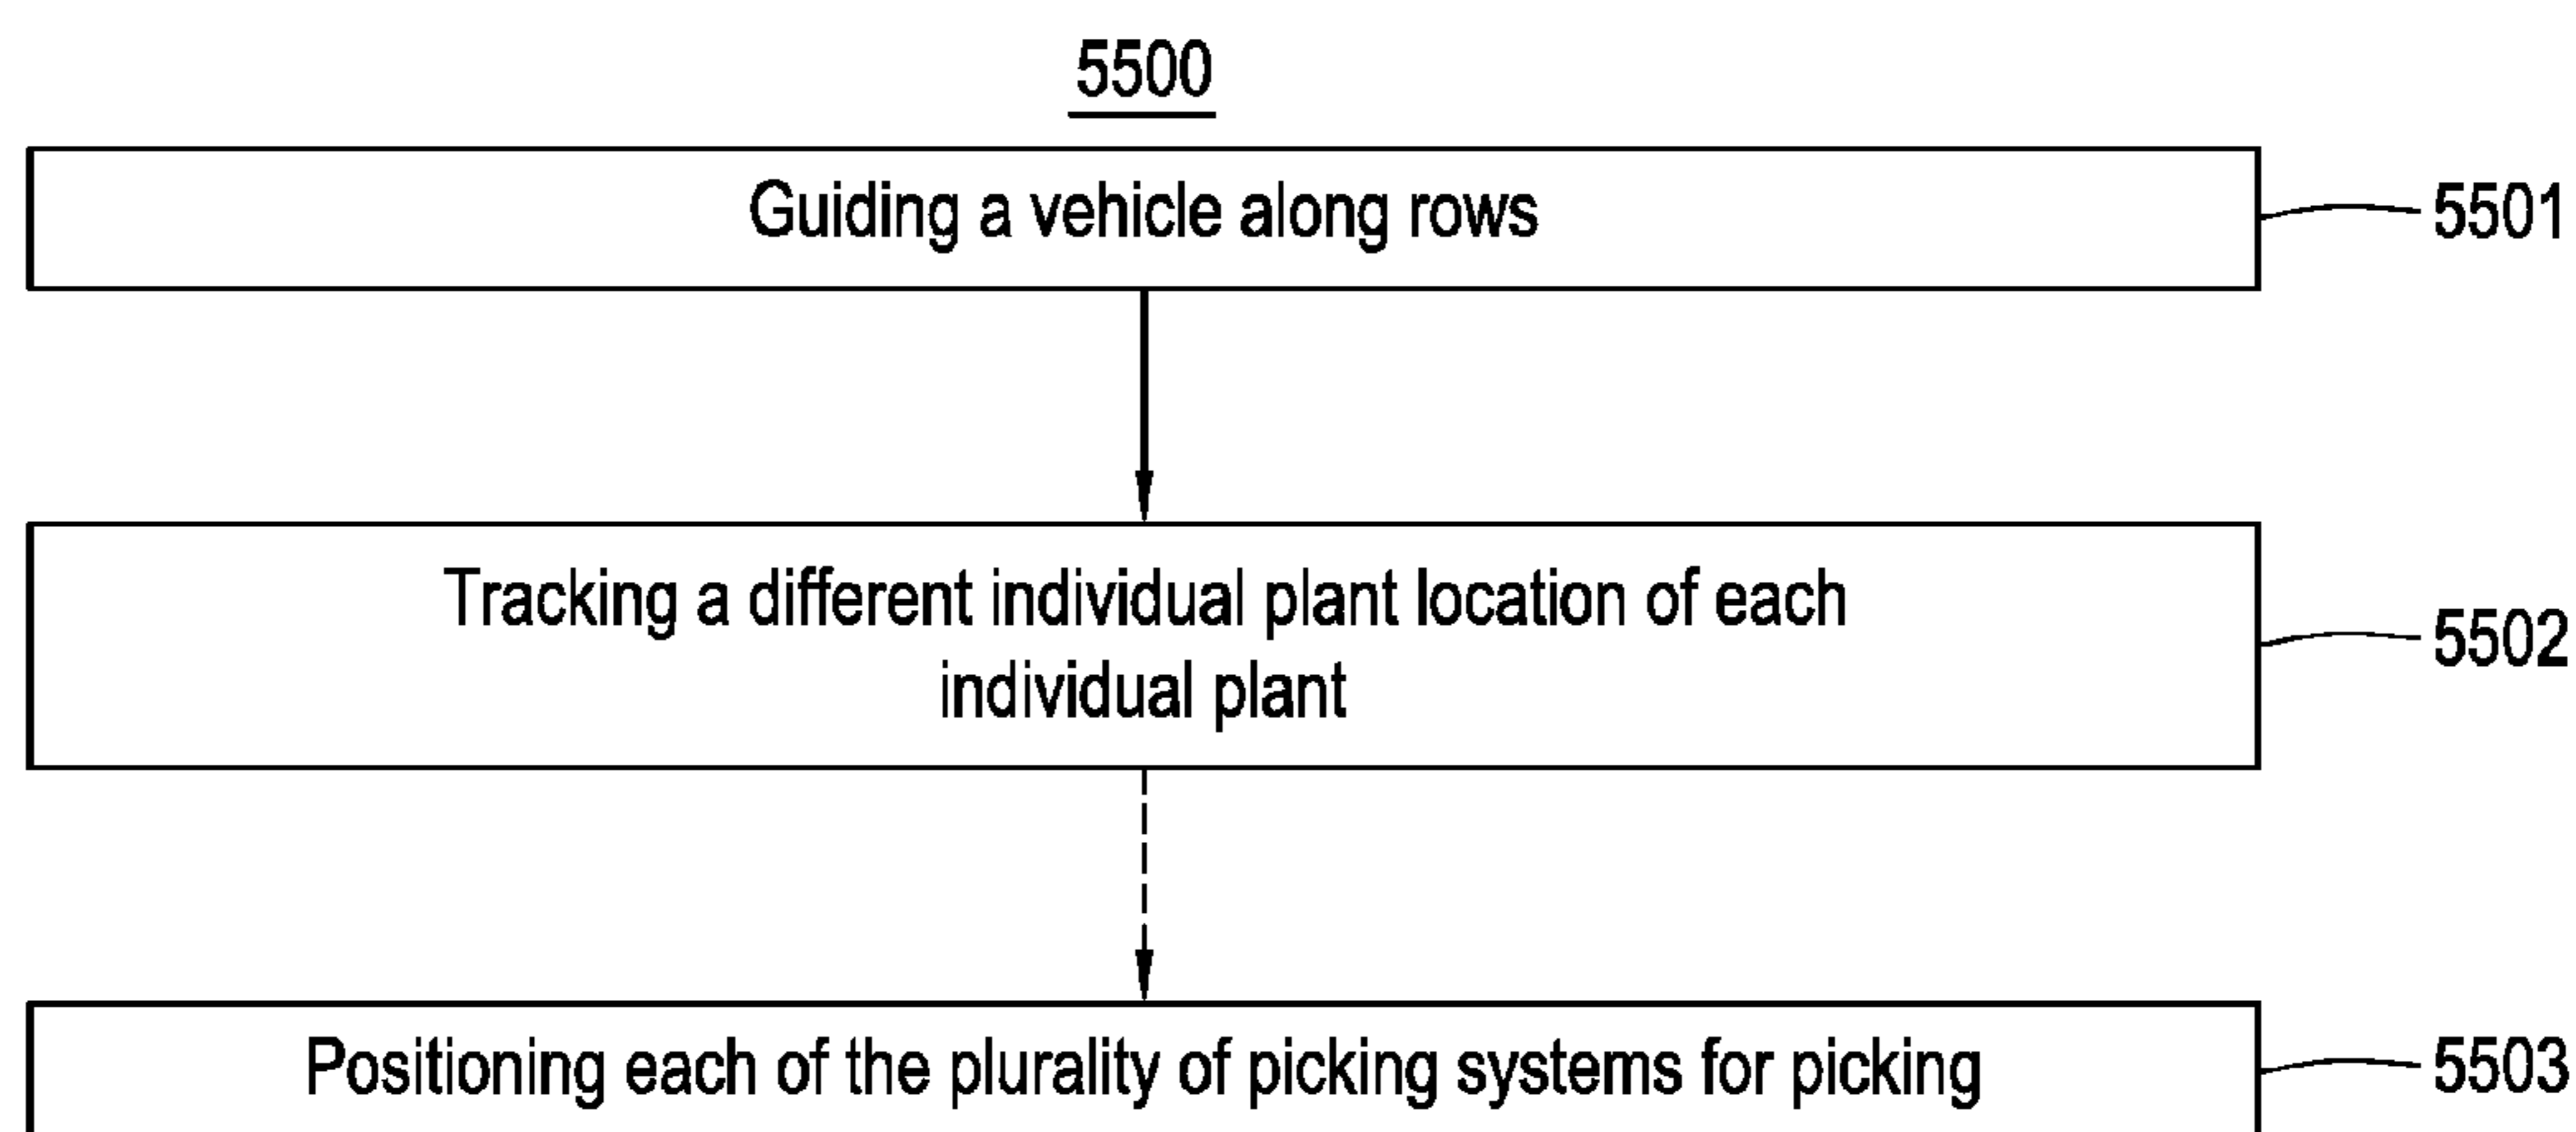 5500
Guiding a vehicle along rows
5501
Tracking a different individual plant location of each
individual plant
5502
Positioning each of the plurality of picking systems for picking
5503